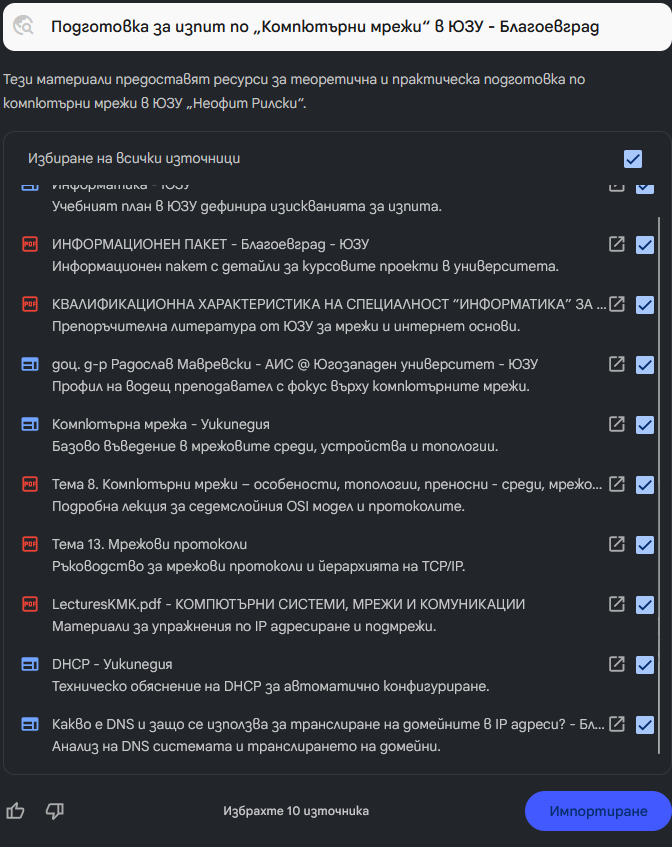 Подготовка за изпит по „Компютърни мрежи“ в ЮЗУ - Благоевград
Тези материали предоставят ресурси за теоретична и практическа подготовка по
компютърни мрежи в ЮЗУ „Неофит Рилски“.
Избиране на всички източници
Информатика - ЮЗУ
Учебният план в ЮЗУ дефинира изискванията за изпита.
PDF ИНФОРМАЦИОНЕН ПАКЕТ - Благоевград - ЮЗУ
Информационен пакет с детайли за курсовите проекти в университета.
PDF КВАЛИФИКАЦИОННА ХАРАКТЕРИСТИКА НА СПЕЦИАЛНОСТ “ИНФОРМАТИКА” ЗА ...
Препоръчителна литература от ЮЗУ за мрежи и интернет основи.
доц. д-р Радослав Мавревски - АИС @ Югозападен университет - ЮЗУ
Профил на водещ преподавател с фокус върху компютърните мрежи.
Компютърна мрежа - Уикипедия
Базово въведение в мрежовите среди, устройства и топологии.
PDF Тема 8. Компютърни мрежи – особености, топологии, преносни - среди, мрежо...
Подробна лекция за седемслойния OSI модел и протоколите.
PDF Тема 13. Мрежови протоколи
Ръководство за мрежови протоколи и йерархията на TCP/IP.
PDF LecturesKMK.pdf - КОМПЮТЪРНИ СИСТЕМИ, МРЕЖИ И КОМУНИКАЦИИ
Материали за упражнения по IP адресиране и подмрежи.
DHCP - Уикипедия
Техническо обяснение на DHCP за автоматично конфигуриране.
Какво е DNS и защо се използва за транслиране на домейните в IP адреси? - Бл...
Анализ на DNS системата и транслирането на домейни.
Избрахте 10 източника
Импортиране